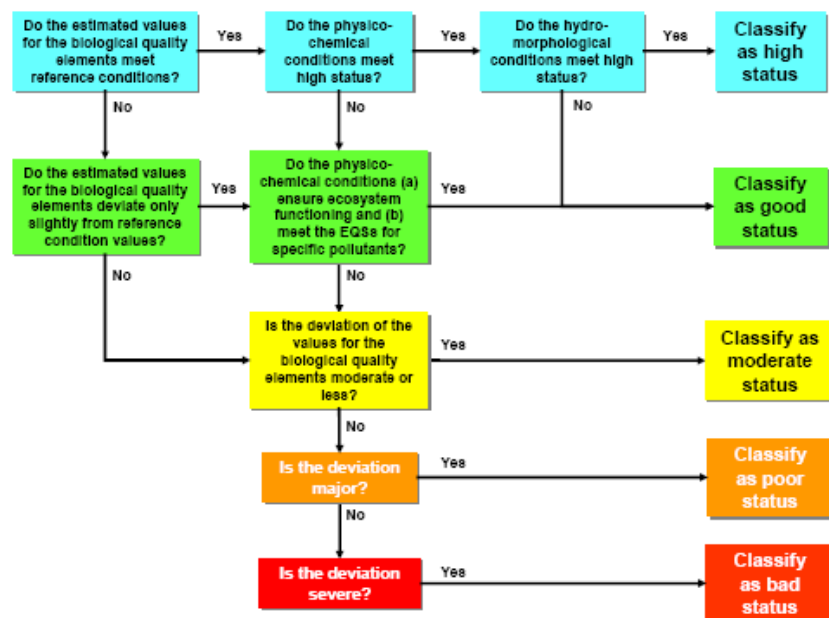 Do the estimated values
for the biological quality
elements meet
reference conditions?
Yes
Do the physico-
chemical
conditions meet
high status?
Yes
Do the hydro-
morphological
conditions meet high
status?
Yes
Classify
as high
status
No
No
No
Do the estimated values
for the biological quality
elements deviate only
slightly from reference
condition values?
Yes
Do the physico-
chemical conditions (a)
ensure ecosystem
functioning and (b)
meet the EQSs for
specific pollutants?
Yes
Classify
as good
status
No
No
Is the deviation of the
values for the
biological quality
elements moderate or
less?
Yes
Classify as
moderate
status
No
Is the deviation
major?
Yes
Classify
as poor
status
No
Is the deviation
severe?
Yes
Classify
as bad
status